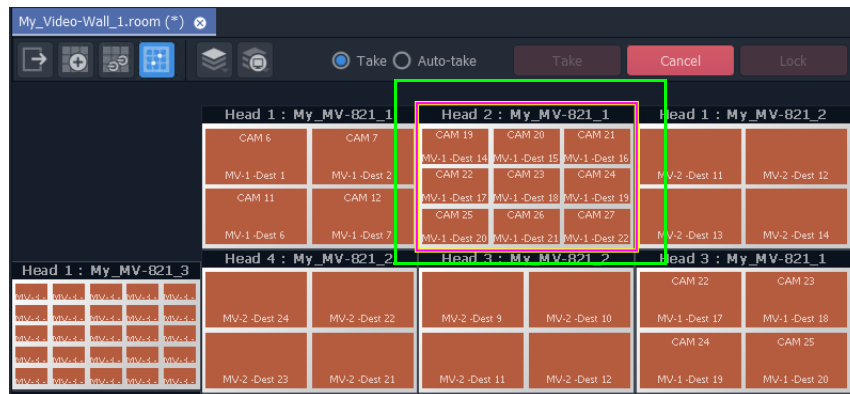 My_Video-Wall_1.room (*)
Take Auto-take Take Cancel Lock
Head 1 : My_MV-821_1 Head 2 : My_MV-821_1 Head 1 : My_MV-821_2
CAM 6 CAM 7 CAM 19 CAM 20 CAM 21
MV-1 -Dest 14 MV-1 -Dest 15 MV-1 -Dest 16
MV-1 -Dest 1 MV-1 -Dest 2 CAM 22 CAM 23 CAM 24 MV-2 -Dest 11 MV-2 -Dest 12
CAM 11 CAM 12 MV-1 -Dest 17 MV-1 -Dest 18 MV-1 -Dest 19
CAM 25 CAM 26 CAM 27
MV-1 -Dest 6 MV-1 -Dest 7 MV-1 -Dest 20 MV-1 -Dest 21 MV-1 -Dest 22 MV-2 -Dest 13 MV-2 -Dest 14
Head 4 : My_MV-821_2 Head 3 : My_MV-821_2 Head 3 : My_MV-821_1
Head 1 : My_MV-821_3
CAM 22 CAM 23
MV-2 -Dest 24 MV-2 -Dest 22 MV-2 -Dest 9 MV-2 -Dest 10 MV-1 -Dest 17 MV-1 -Dest 18
CAM 24 CAM 25
MV-2 -Dest 23 MV-2 -Dest 21 MV-2 -Dest 11 MV-2 -Dest 12 MV-1 -Dest 19 MV-1 -Dest 20